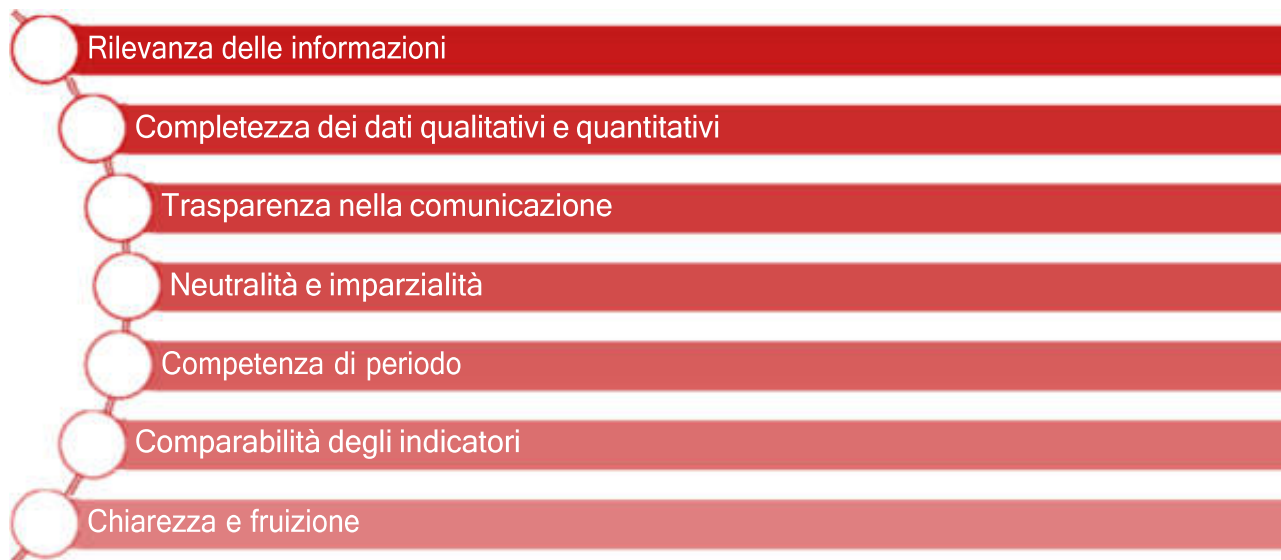 Rilevanza delle informazioni
Completezza dei dati qualitativi e quantitativi
Trasparenza nella comunicazione
Neutralità e imparzialità
Competenza di periodo
Comparabilità degli indicatori
Chiarezza e fruizione